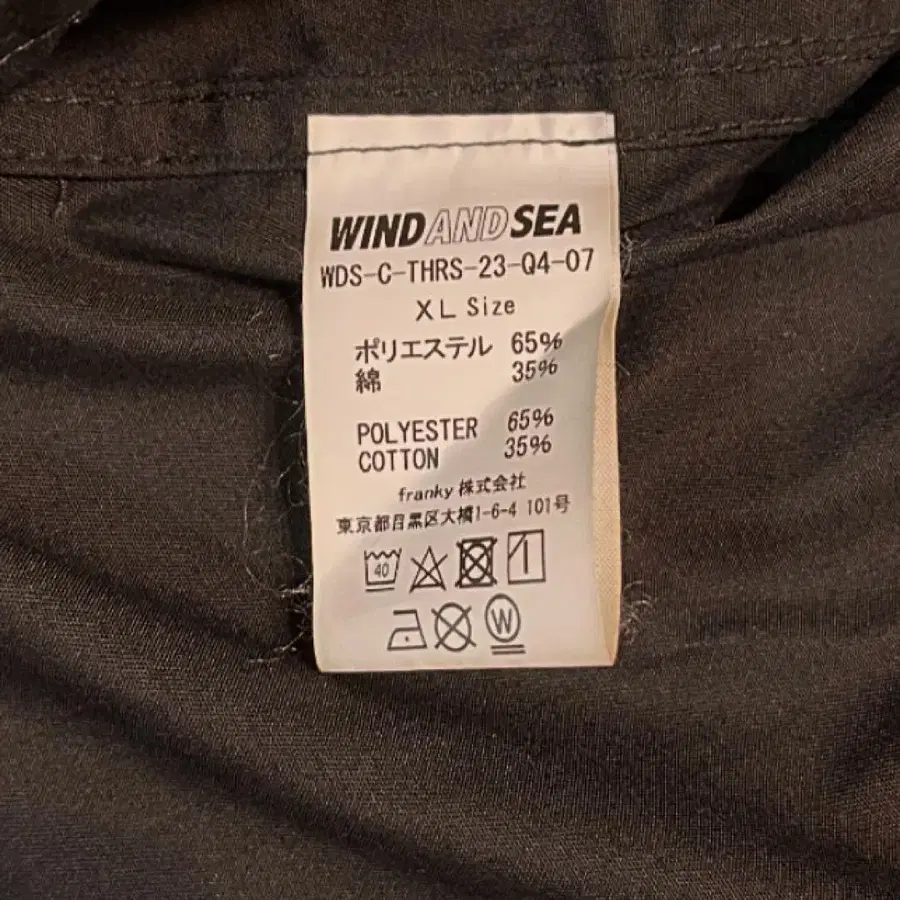 WINDANDSEA
WDS-C-THRS-23-Q4-07
XL Size
ポリエステル 65%
綿 35%
POLYESTER 65%
COTTON 35%
franky 株式会社
東京都目黒区大橋1-6-4 101号
40
W